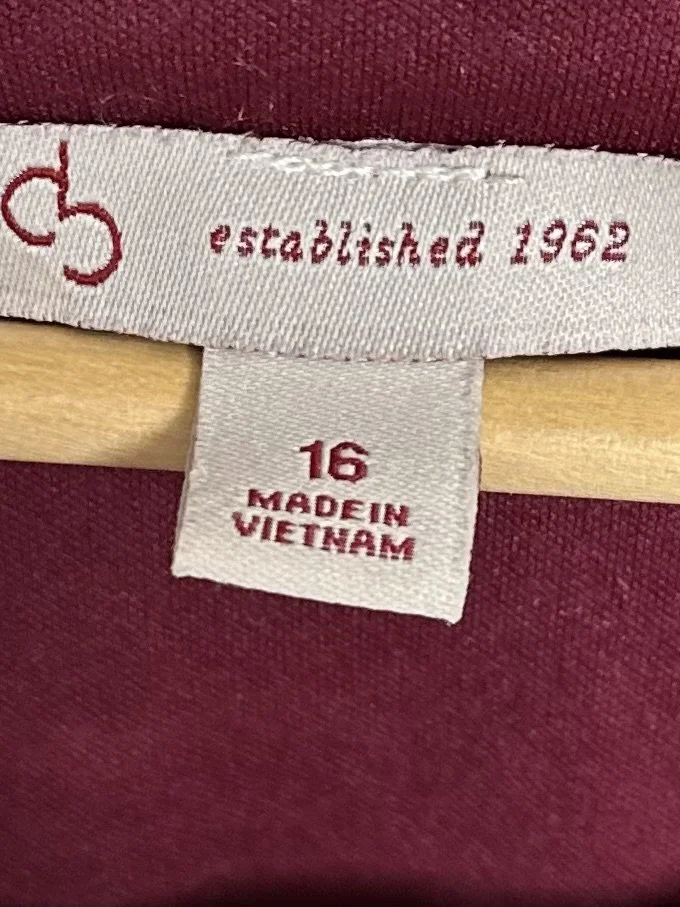 established 1962
16
MADE IN
VIETNAM